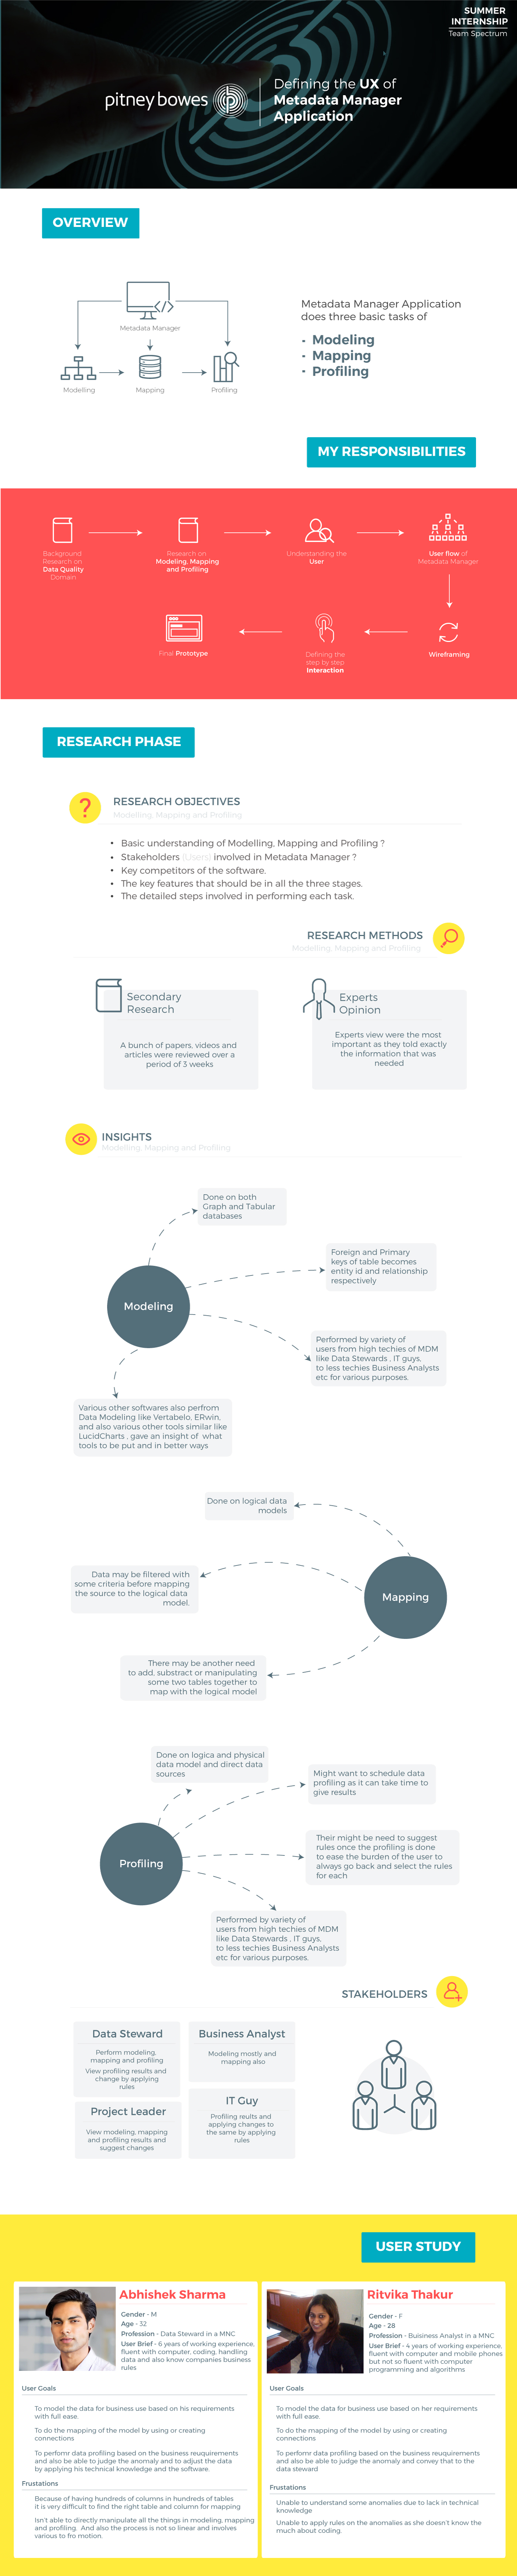 SUMMER
INTERNSHIP
Team Spectrum
pitney bowes
Defining the UX of
Metadata Manager
Application
OVERVIEW
Metadata Manager
Modelling
Mapping
Profiling
Metadata Manager Application
does three basic tasks of
• Modeling
• Mapping
• Profiling
MY RESPONSIBILITIES
Background
Research on
Data Quality
Domain
Research on
Modeling, Mapping
and Profiling
Understanding the
User
User flow of
Metadata Manager
Final Prototype
Defining the
step by step
Interaction
Wireframing
RESEARCH PHASE
?
RESEARCH OBJECTIVES
Modelling, Mapping and Profiling
• Basic understanding of Modelling, Mapping and Profiling ?
• Stakeholders (Users) involved in Metadata Manager ?
• Key competitors of the software.
• The key features that should be in all the three stages.
• The detailed steps involved in performing each task.
RESEARCH METHODS
Modelling, Mapping and Profiling
Secondary
Research
A bunch of papers, videos and
articles were reviewed over a
period of 3 weeks
Experts
Opinion
Experts view were the most
important as they told exactly
the information that was
needed
INSIGHTS
Modelling, Mapping and Profiling
Done on both
Graph and Tabular
databases
Foreign and Primary
keys of table becomes
entity id and relationship
respectively
Modeling
Performed by variety of
users from high techies of MDM
like Data Stewards , IT guys,
to less techies Business Analysts
etc for various purposes.
Various other softwares also perfrom
Data Modeling like Vertabelo, ERwin,
and also various other tools similar like
LucidCharts , gave an insight of what
tools to be put and in better ways
Done on logical data
models
Data may be filtered with
some criteria before mapping
the source to the logical data
model.
Mapping
There may be another need
to add, substract or manipulating
some two tables together to
map with the logical model
Done on logica and physical
data model and direct data
sources
Might want to schedule data
profiling as it can take time to
give results
Profiling
Their might be need to suggest
rules once the profiling is done
to ease the burden of the user to
always go back and select the rules
for each
Performed by variety of
users from high techies of MDM
like Data Stewards , IT guys,
to less techies Business Analysts
etc for various purposes.
STAKEHOLDERS
Data Steward
Perform modeling,
mapping and profiling
View profiling results and
change by applying
rules
Business Analyst
Modeling mostly and
mapping also
Project Leader
View modeling, mapping
and profiling results and
suggest changes
IT Guy
Profiling reults and
applying changes to
the same by applying
rules
USER STUDY
Abhishek Sharma
Gender - M
Age - 32
Profession - Data Steward in a MNC
User Brief - 6 years of working experience,
fluent with computer, coding, handling
data and also know companies business
rules
User Goals
To model the data for business use based on his requirements
with full ease.
To do the mapping of the model by using or creating
connections
To perfomr data profiling based on the business reuquirements
and also be able to judge the anomaly and to adjust the data
by applying his technical knowledge and the software.
Frustations
Because of having hundreds of columns in hundreds of tables
it is very difficult to find the right table and column for mapping
Isn't able to directly manipulate all the things in modeling, mapping
and profiling. And also the process is not so linear and involves
various to fro motion.
Ritvika Thakur
Gender - F
Age - 28
Profession - Buisiness Analyst in a MNC
User Brief - 4 years of working experience,
fluent with computer and mobile phones
but not so fluent with computer
programming and algorithms
User Goals
To model the data for business use based on her requirements
with full ease.
To do the mapping of the model by using or creating
connections
To perfomr data profiling based on the business reuquirements
and also be able to judge the anomaly and convey that to the
data steward
Frustations
Unable to understand some anomalies due to lack in technical
knowledge
Unable to apply rules on the anomalies as she doesn't know the
much about coding.